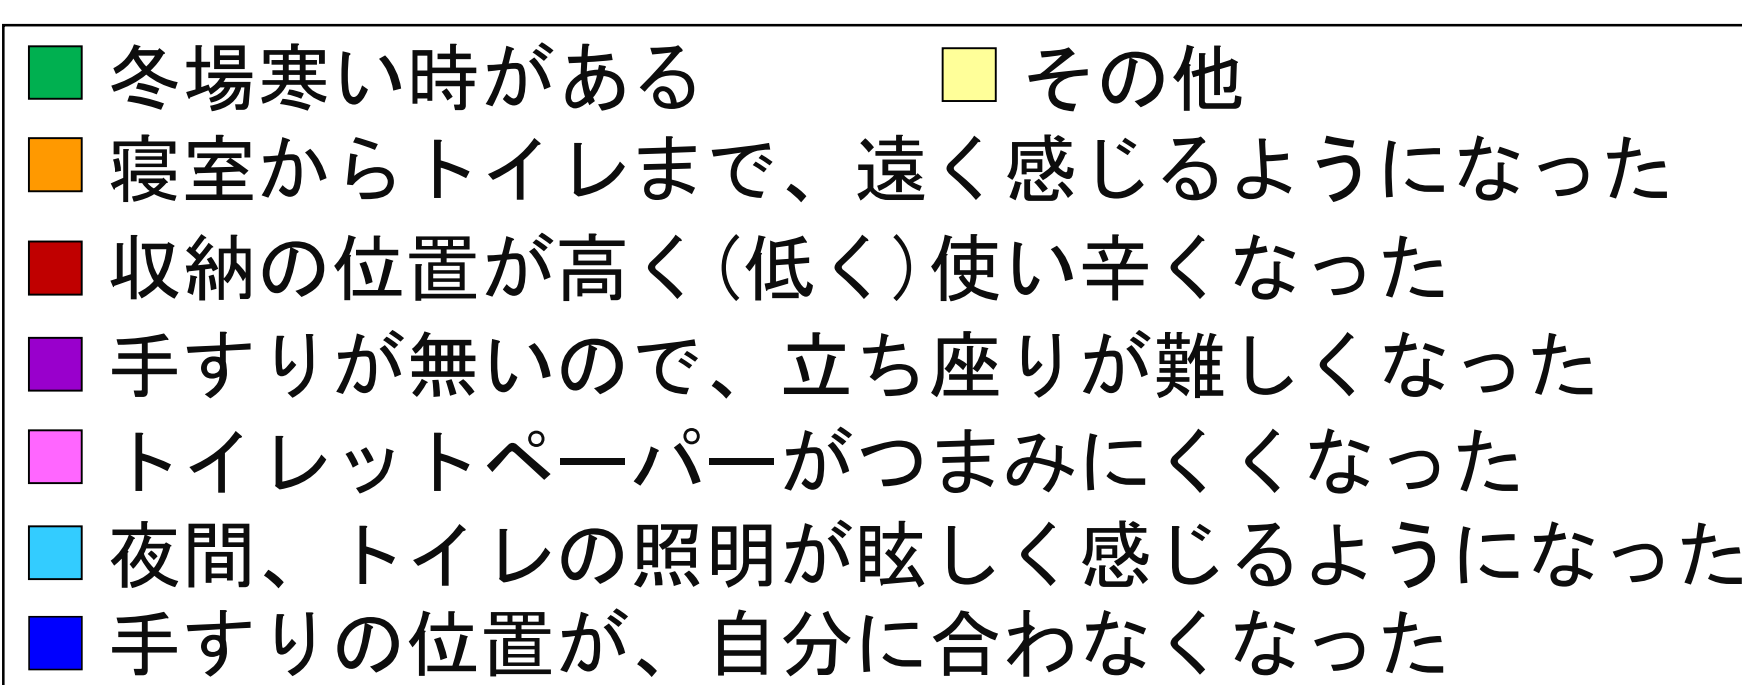 冬場寒い時がある　その他
寝室からトイレまで、遠く感じるようになった
収納の位置が高く(低く)使い辛くなった
手すりが無いので、立ち座りが難しくなった
トイレットペーパーがつまみにくくなった
夜間、トイレの照明が眩しく感じるようになった
手すりの位置が、自分に合わなくなった